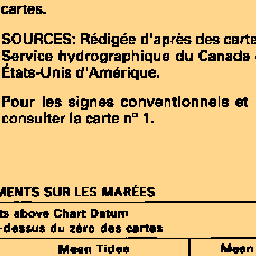 cartes.
SOURCES: Rédigée d'après des carte
Service hydrographique du Canada
États-Unis d'Amérique.
Pour les signes conventionnels et
consulter la carte n° 1.
MENTS SUR LES MARÉES
ts above Chart Datum
-dessus du zéro des cartes
Mean Tides Mean